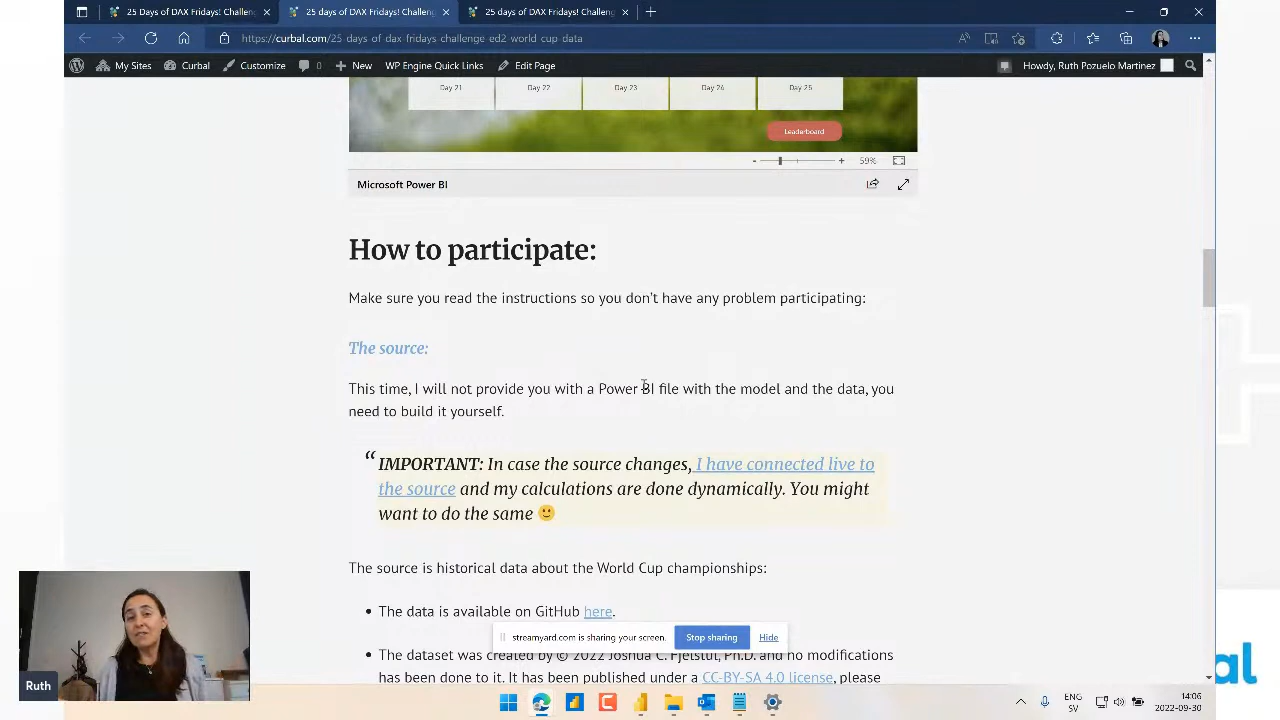 25 Days of DAX Fridays! Challeng
25 Days of DAX Fridays! Challeng
25 Days of DAX Fridays! Challeng
https://curbal.com/25-days-of-dax-fridays-challenge-ed2-world-cup-data
My Sites
Curbal
Customize
0
New
WP Engine Quick Links
Edit Page
Howdy, Ruth Pozuelo Martinez
Day 21
Day 22
Day 23
Day 24
Day 25
Leaderboard
- + 59%
Microsoft Power BI
How to participate:
Make sure you read the instructions so you don't have any problem participating:
The source:
This time, I will not provide you with a Power BI file with the model and the data, you
need to build it yourself.
“ IMPORTANT: In case the source changes, I have connected live to
the source and my calculations are done dynamically. You might
want to do the same
The source is historical data about the World Cup championships:
• The data is available on GitHub here.
streamyard.com is sharing your screen.
Stop sharing
Hide
• The dataset was created by © 2022 Joshua C. Fjelstul, Ph.D. and no modifications
has been done to it. It has been published under a CC-BY-SA 4.0 license, please
Ruth
al
ENG
SV
14:06
2022-09-30